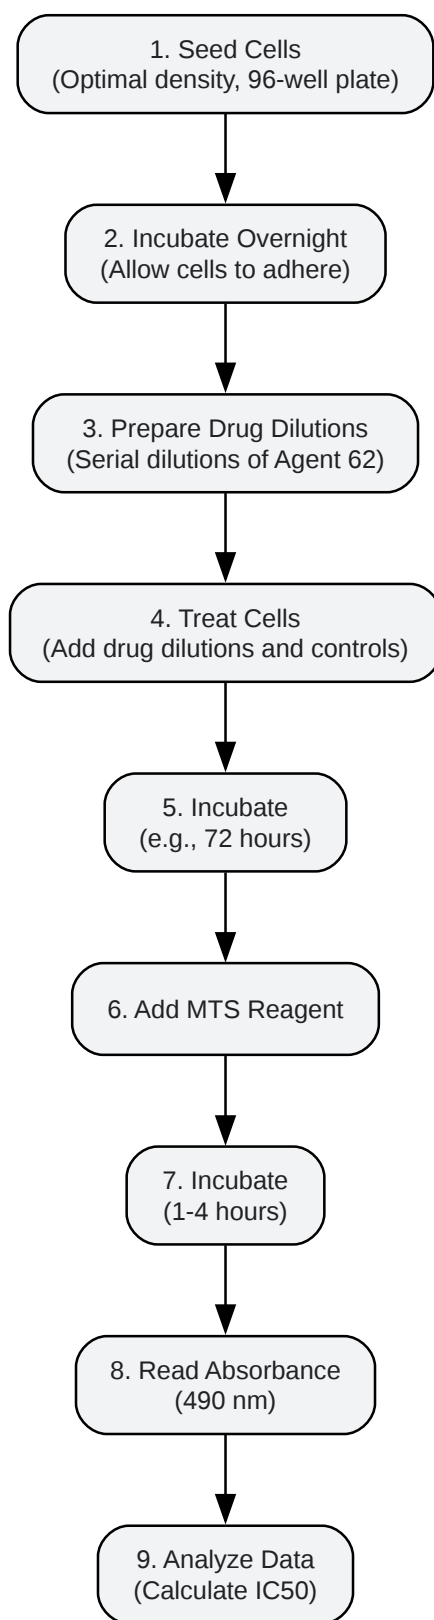 1. Seed Cells
(Optimal density, 96-well plate)
2. Incubate Overnight
(Allow cells to adhere)
3. Prepare Drug Dilutions
(Serial dilutions of Agent 62)
4. Treat Cells
(Add drug dilutions and controls)
5. Incubate
(e.g., 72 hours)
6. Add MTS Reagent
7. Incubate
(1-4 hours)
8. Read Absorbance
(490 nm)
9. Analyze Data
(Calculate IC50)